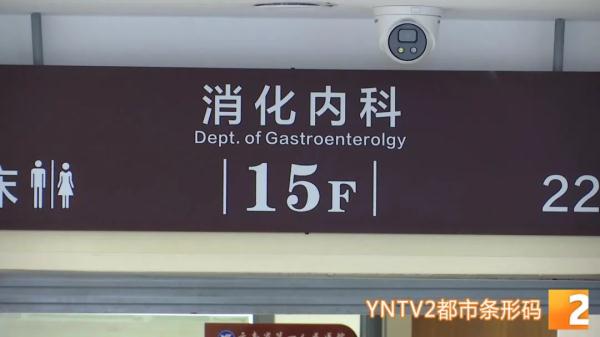 消化内科
Dept. of Gastroenterolgy
15F
22
YNTV2都市条形码
2